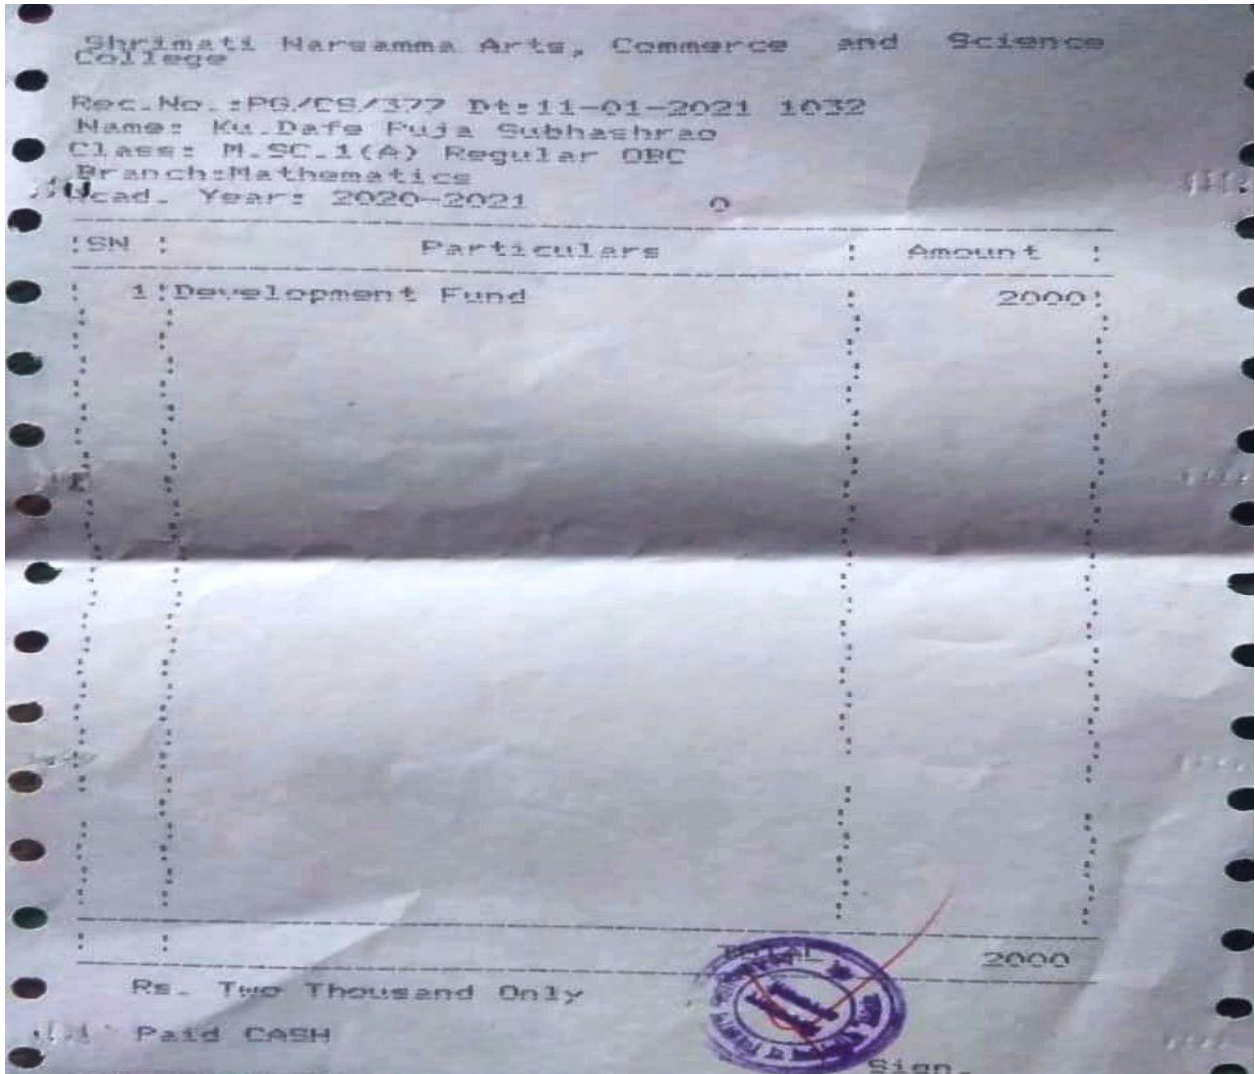 Shrimati Narsamma Arts, Commerce and Science
College
Rec.No.:PG/CS/377 Dt:11-01-2021 1032
Name: Ku.Dafe Puja Subhashrao
Class: M.SC.1(A) Regular OBC
Branch:Mathematics
Acad. Year: 2020-2021 0
SN Particulars Amount
1 Development Fund 2000
TOTAL 2000
Rs. Two Thousand Only
Paid CASH
Sign.